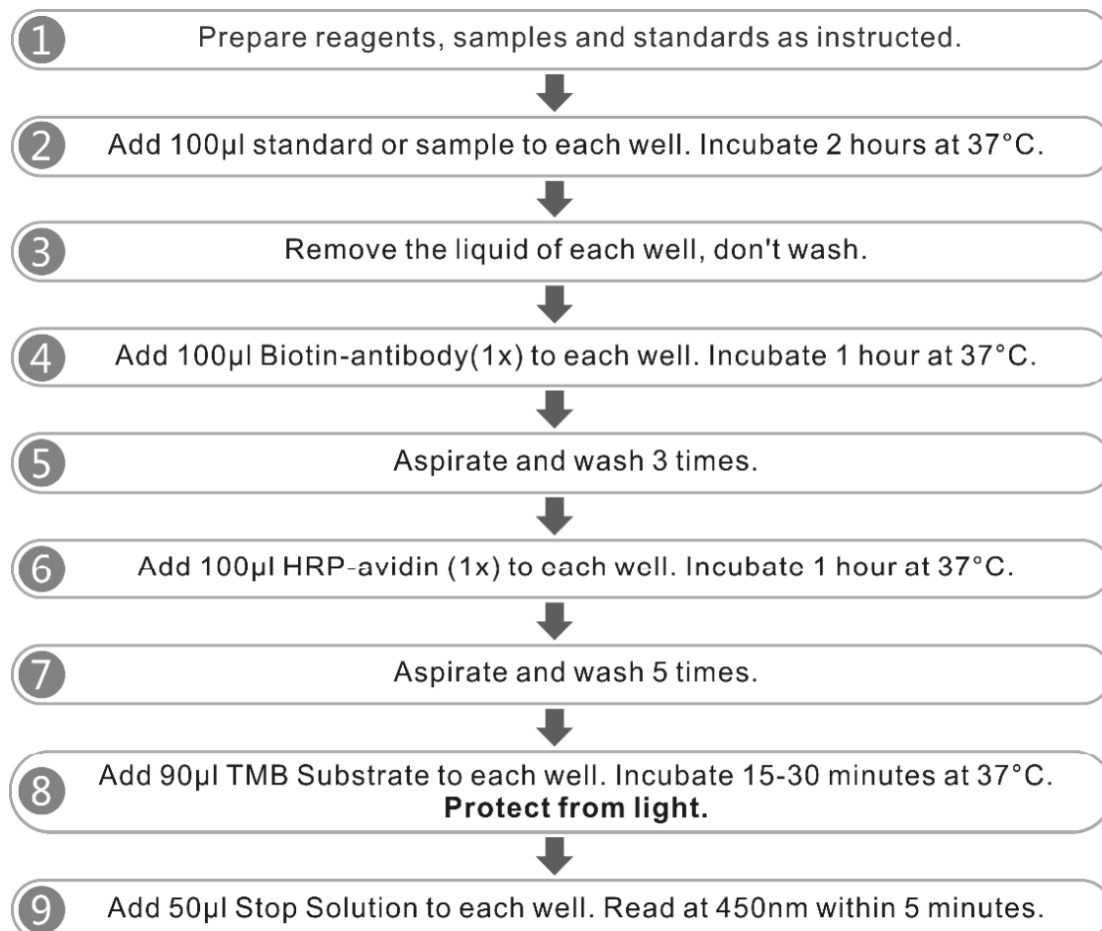 1 Prepare reagents, samples and standards as instructed.
2 Add 100µl standard or sample to each well. Incubate 2 hours at 37°C.
3 Remove the liquid of each well, don't wash.
4 Add 100µl Biotin-antibody(1x) to each well. Incubate 1 hour at 37°C.
5 Aspirate and wash 3 times.
6 Add 100µl HRP-avidin (1x) to each well. Incubate 1 hour at 37°C.
7 Aspirate and wash 5 times.
8 Add 90µl TMB Substrate to each well. Incubate 15-30 minutes at 37°C.
Protect from light.
9 Add 50µl Stop Solution to each well. Read at 450nm within 5 minutes.